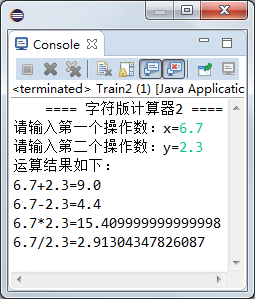 Console
<terminated> Train2 (1) [Java Applicatio
==== 字符版计算器2 ====
请输入第一个操作数：x=6.7
请输入第二个操作数：y=2.3
运算结果如下：
6.7+2.3=9.0
6.7-2.3=4.4
6.7*2.3=15.409999999999998
6.7/2.3=2.91304347826087